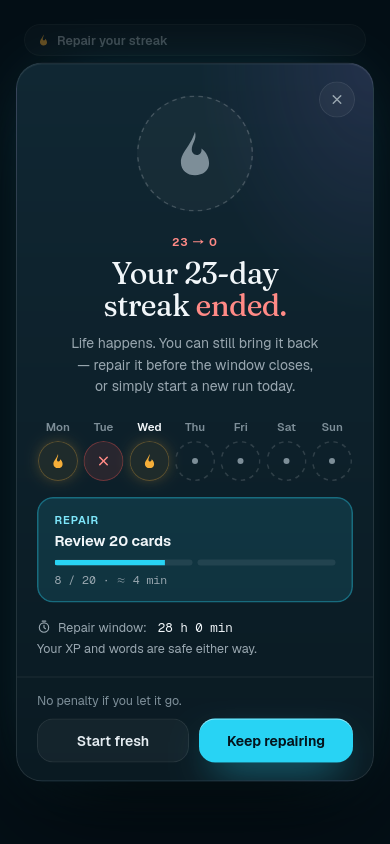 Repair your streak
23 → 0
Your 23-day
streak ended.
Life happens. You can still bring it back
— repair it before the window closes,
or simply start a new run today.
Mon Tue Wed Thu Fri Sat Sun
REPAIR
Review 20 cards
8 / 20 · ≈ 4 min
Repair window: 28 h 0 min
Your XP and words are safe either way.
No penalty if you let it go.
Start fresh Keep repairing